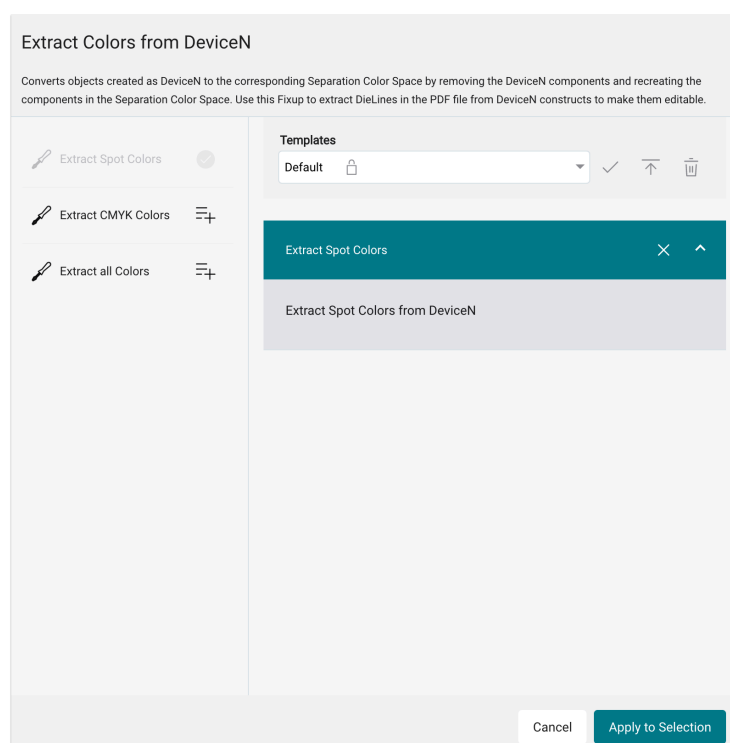 Extract Colors from DeviceN
Converts objects created as DeviceN to the corresponding Separation Color Space by removing the DeviceN components and recreating the
components in the Separation Color Space. Use this Fixup to extract DieLines in the PDF file from DeviceN constructs to make them editable.
Extract Spot Colors
Extract CMYK Colors
Extract all Colors
Templates
Default
Extract Spot Colors
Extract Spot Colors from DeviceN
Cancel
Apply to Selection